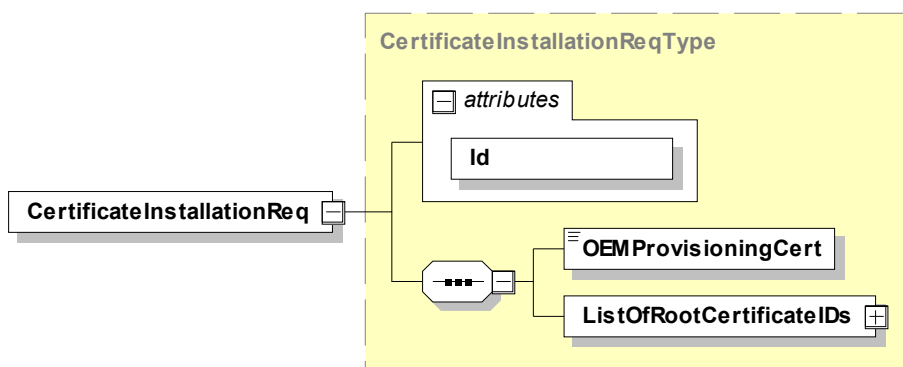 CertificateInstallationReqType
attributes
Id
CertificateInstallationReq
OEMProvisioningCert
ListOfRootCertificateIDs